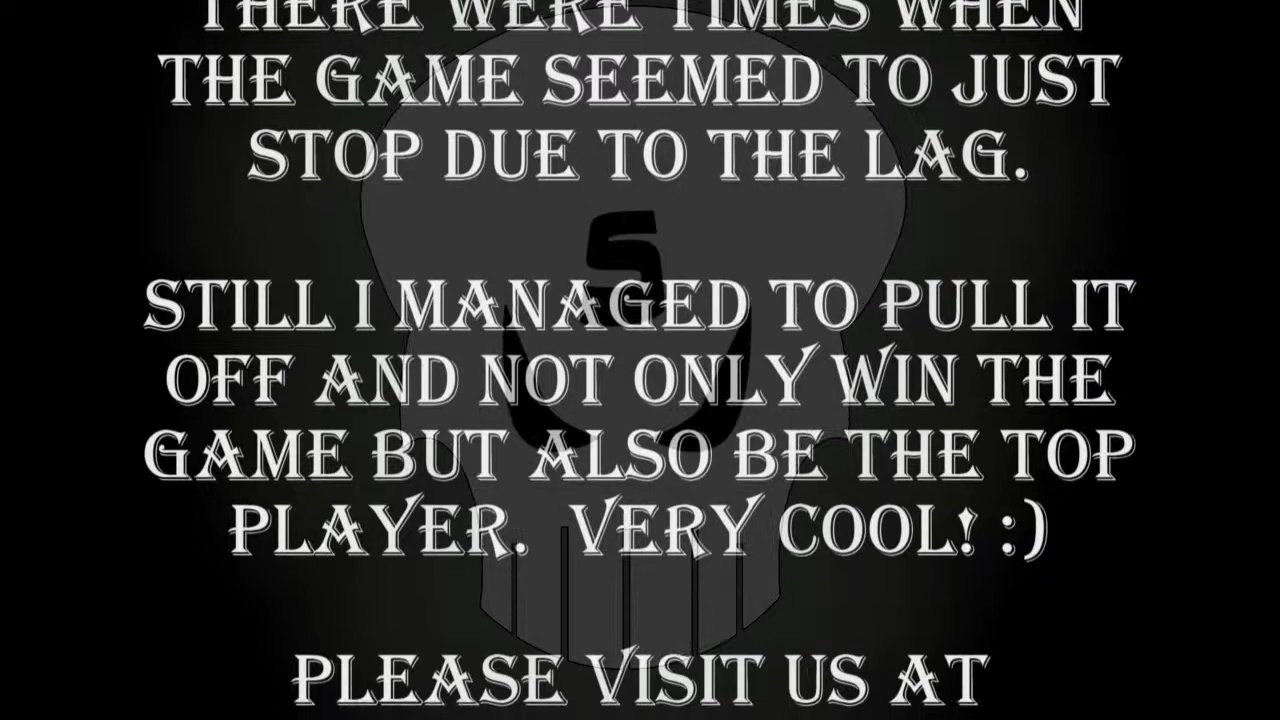 THERE WERE TIMES WHEN
THE GAME SEEMED TO JUST
STOP DUE TO THE LAG.
5
STILL I MANAGED TO PULL IT
OFF AND NOT ONLY WIN THE
GAME BUT ALSO BE THE TOP
PLAYER. VERY COOL! :)
PLEASE VISIT US AT